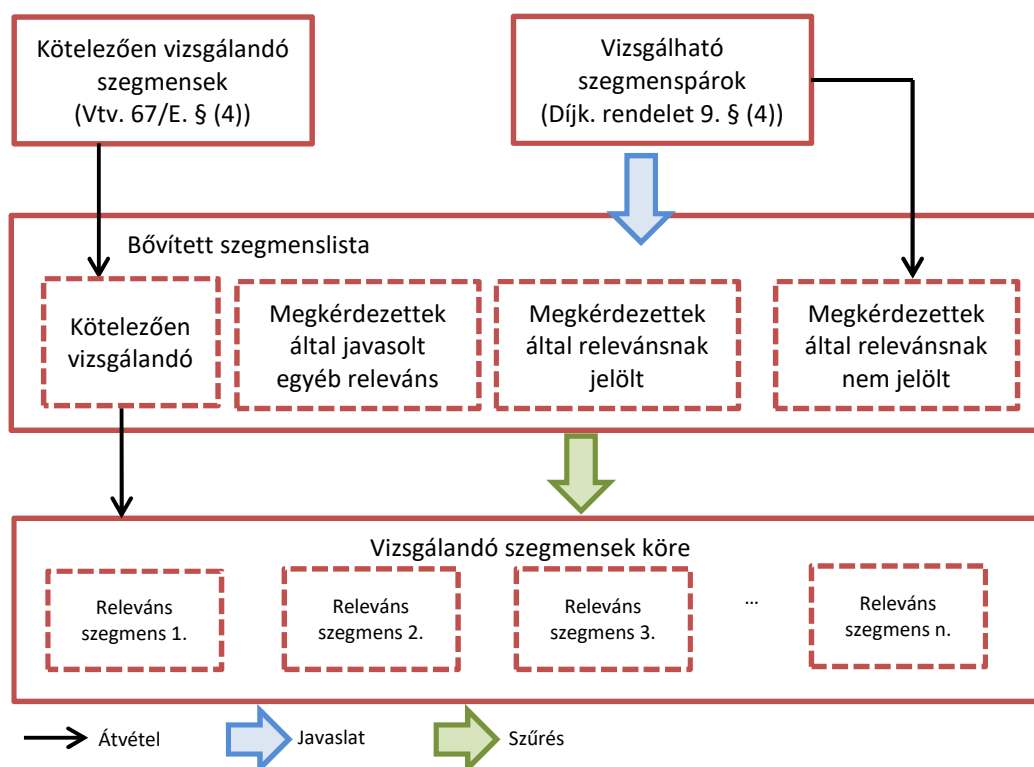 Kötelezően vizsgálandó
szegmensek
(Vtv. 67/E. § (4))
Vizsgálható
szegmenspárok
(Díjk. rendelet 9. § (4))
Bővített szegmenslista
Kötelezően
vizsgálandó
Megkérdezettek
által javasolt
egyéb releváns
Megkérdezettek
által relevánsnak
jelölt
Megkérdezettek
által relevánsnak
nem jelölt
Vizsgálandó szegmensek köre
Releváns
szegmens 1.
Releváns
szegmens 2.
Releváns
szegmens 3.
...
Releváns
szegmens n.
Átvétel
Javaslat
Szűrés